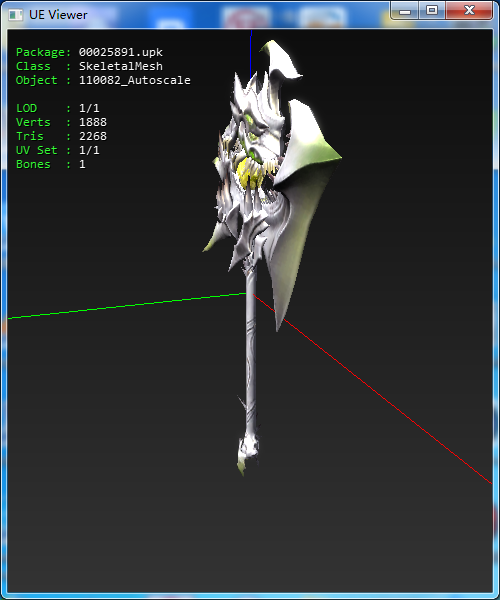 UE Viewer
Package: 00025891.upk
Class  : SkeletalMesh
Object : 110082_Autoscale
LOD    : 1/1
Verts  : 1888
Tris   : 2268
UV Set : 1/1
Bones  : 1